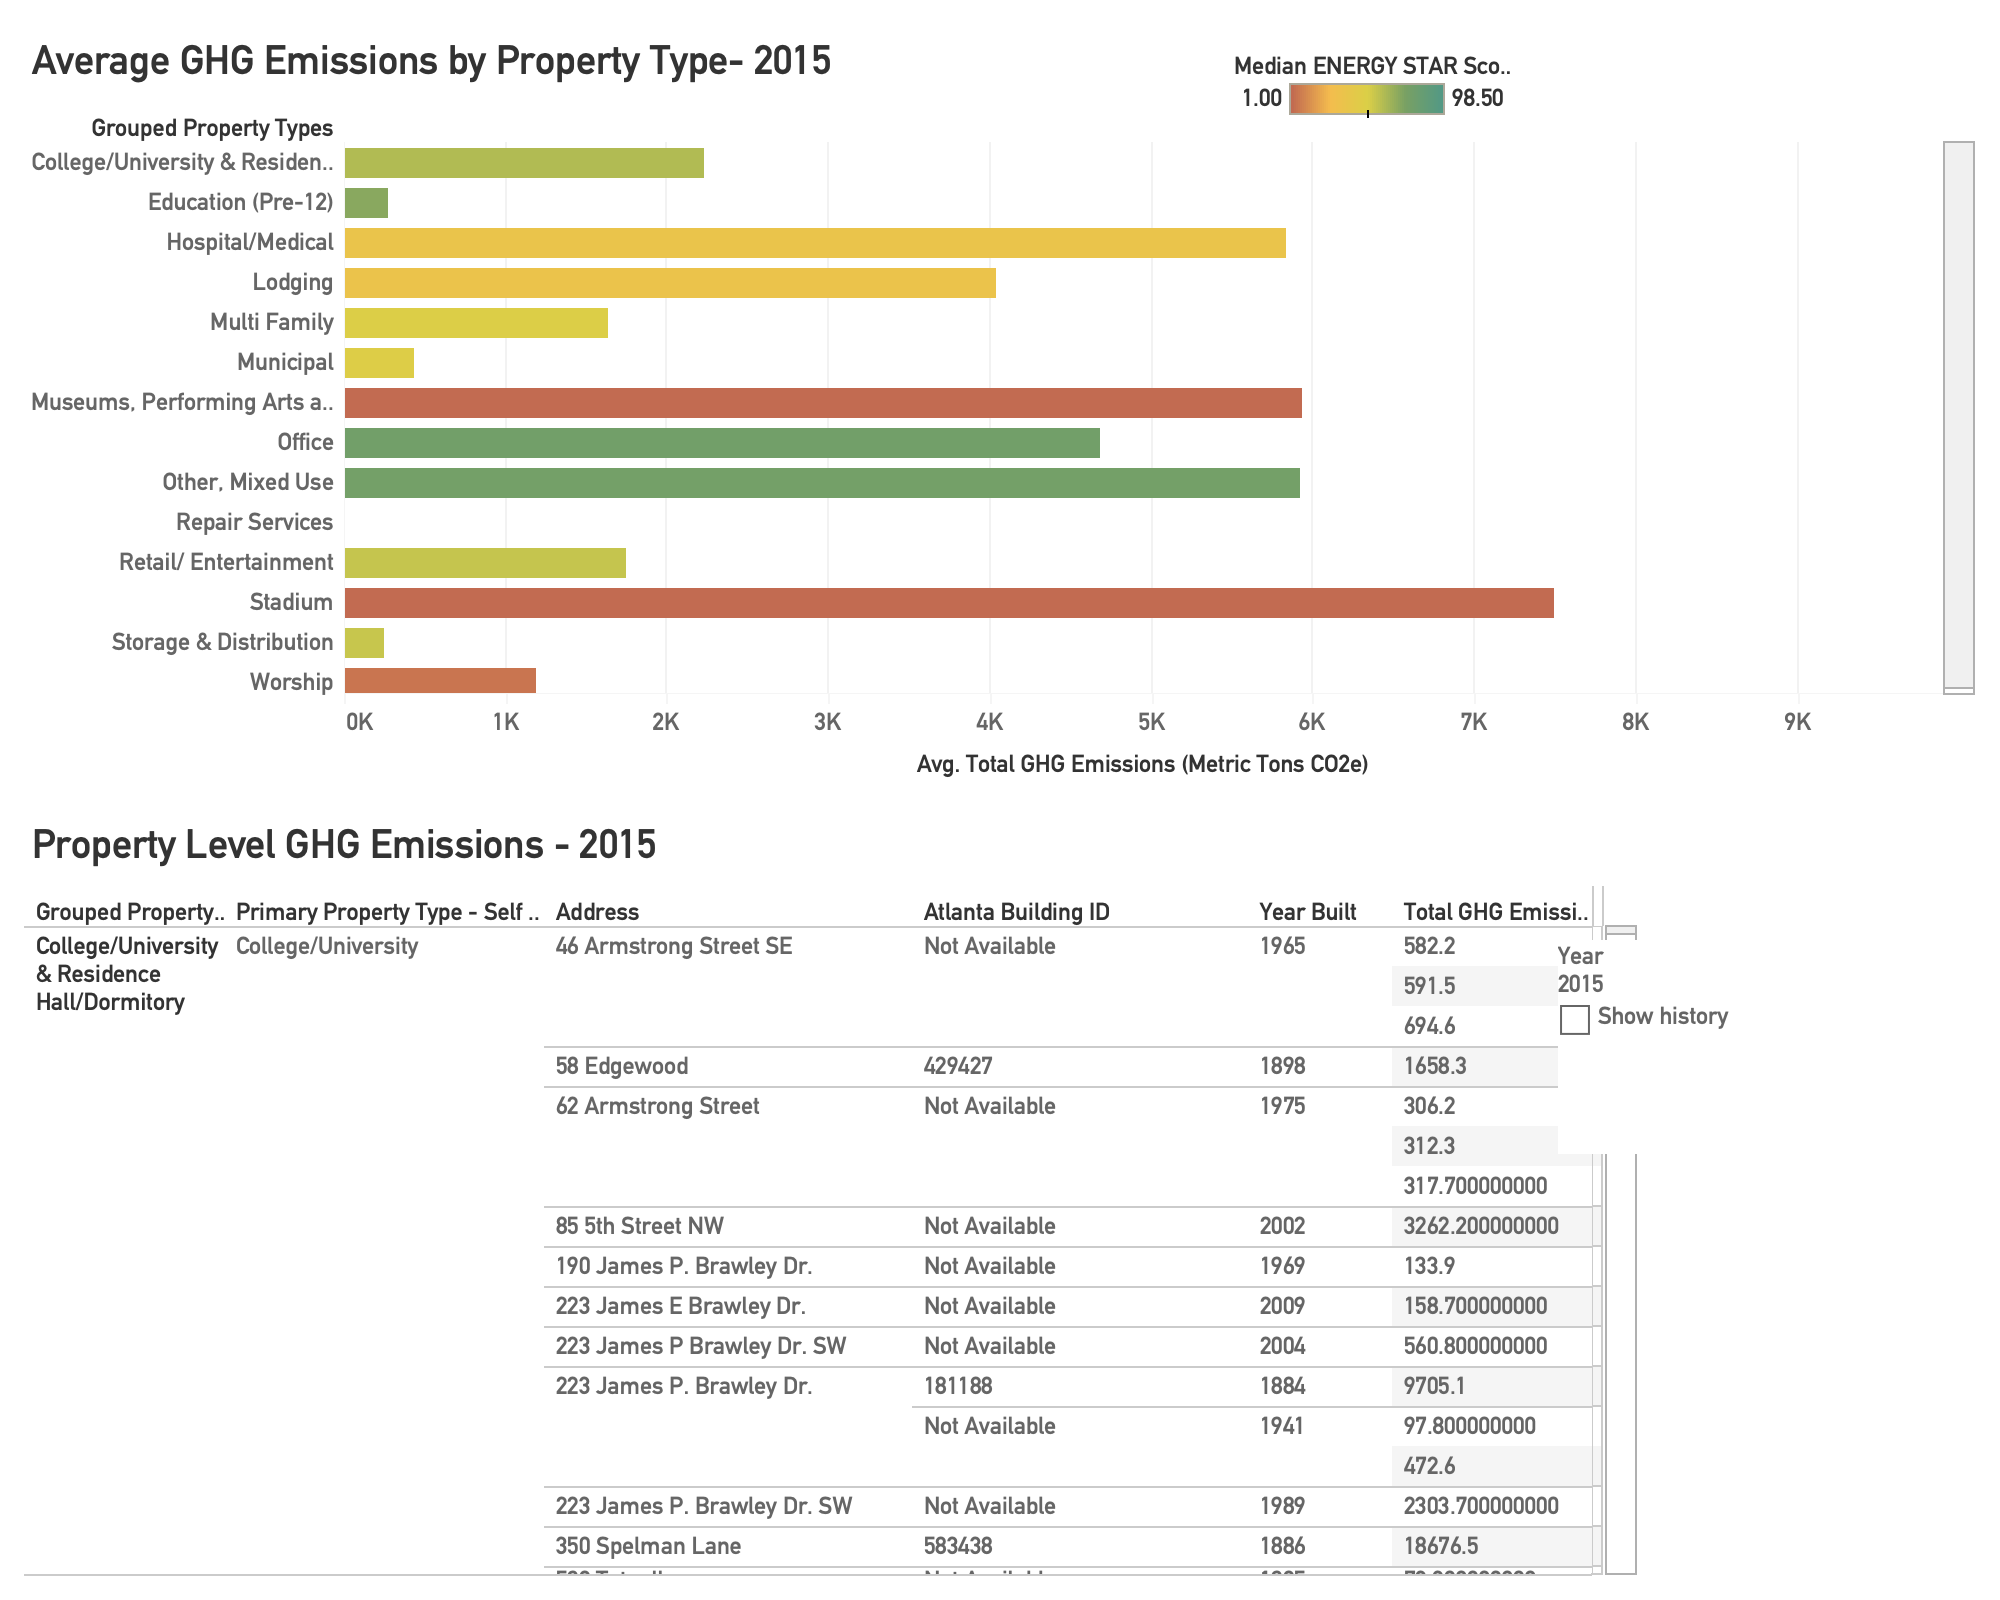 Average GHG Emissions by Property Type- 2015
Median ENERGY STAR Sco..
1.00 98.50
Grouped Property Types
College/University & Residen..
Education (Pre-12)
Hospital/Medical
Lodging
Multi Family
Municipal
Museums, Performing Arts a..
Office
Other, Mixed Use
Repair Services
Retail/ Entertainment
Stadium
Storage & Distribution
Worship
0K 1K 2K 3K 4K 5K 6K 7K 8K 9K
Avg. Total GHG Emissions (Metric Tons CO2e)
Property Level GHG Emissions - 2015
Grouped Property.. Primary Property Type - Self .. Address Atlanta Building ID Year Built Total GHG Emissi..
College/University College/University 46 Armstrong Street SE Not Available 1965 582.2
& Residence
Hall/Dormitory
591.5
694.6
Year
2015
Show history
58 Edgewood 429427 1898 1658.3
62 Armstrong Street Not Available 1975 306.2
312.3
317.700000000
85 5th Street NW Not Available 2002 3262.200000000
190 James P. Brawley Dr. Not Available 1969 133.9
223 James E Brawley Dr. Not Available 2009 158.700000000
223 James P Brawley Dr. SW Not Available 2004 560.800000000
223 James P. Brawley Dr. 181188 1884 9705.1
Not Available 1941 97.800000000
472.6
223 James P. Brawley Dr. SW Not Available 1989 2303.700000000
350 Spelman Lane 583438 1886 18676.5